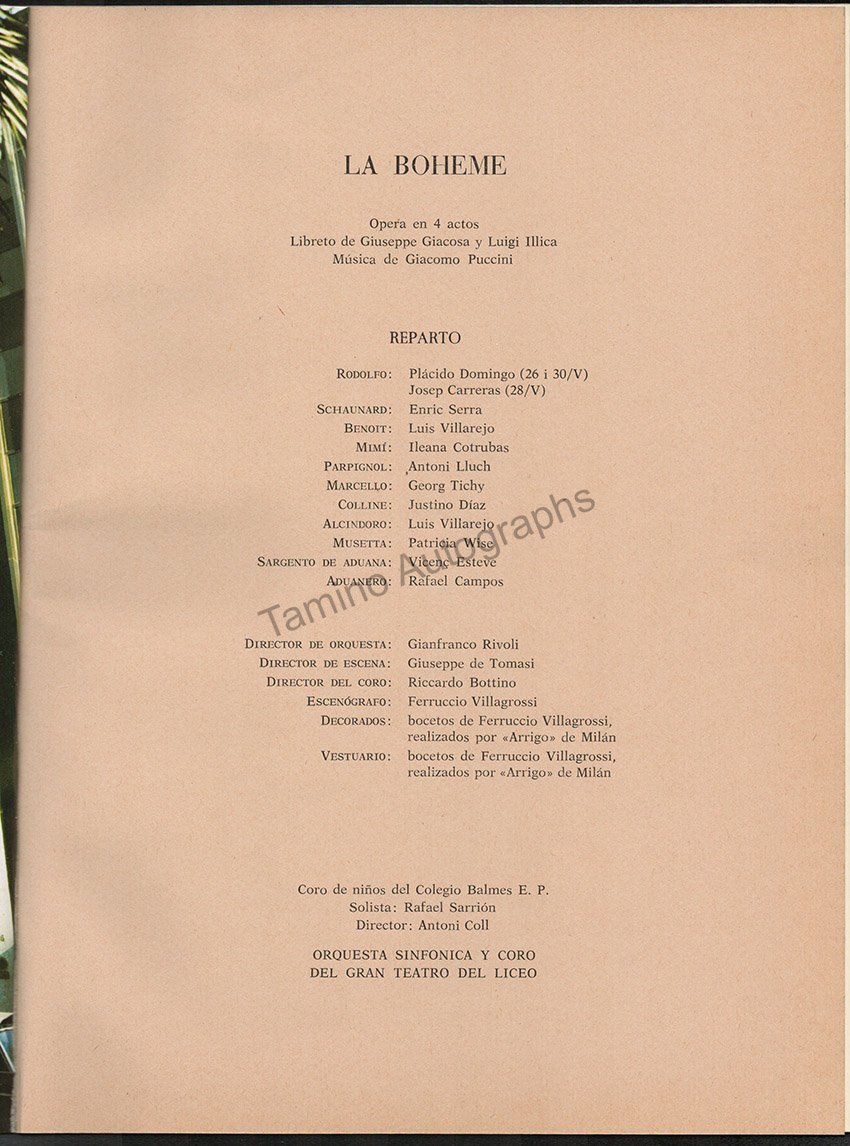 LA BOHEME
Opera en 4 actos
Libreto de Giuseppe Giacosa y Luigi Illica
Música de Giacomo Puccini
REPARTO
RODOLFO: Plácido Domingo (26 i 30/V)
Josep Carreras (28/V)
SCHAUNARD: Enric Serra
BENOIT: Luis Villarejo
MIMÍ: Ileana Cotrubas
PARPIGNOL: Antoni Lluch
MARCELLO: Georg Tichy
COLLINE: Justino Díaz
ALCINDORO: Luis Villarejo
MUSETTA: Patricia Wise
SARGENTO DE ADUANA: Vicenç Esteve
ADUANERO: Rafael Campos
Tamino Autographs
DIRECTOR DE ORQUESTA: Gianfranco Rivoli
DIRECTOR DE ESCENA: Giuseppe de Tomasi
DIRECTOR DEL CORO: Riccardo Bottino
ESCENÓGRAFO: Ferruccio Villagrossi
DECORADOS: bocetos de Ferruccio Villagrossi,
realizados por «Arrigo» de Milán
VESTUARIO: bocetos de Ferruccio Villagrossi,
realizados por «Arrigo» de Milán
Coro de niños del Colegio Balmes E. P.
Solista: Rafael Sarrión
Director: Antoni Coll
ORQUESTA SINFONICA Y CORO
DEL GRAN TEATRO DEL LICEO